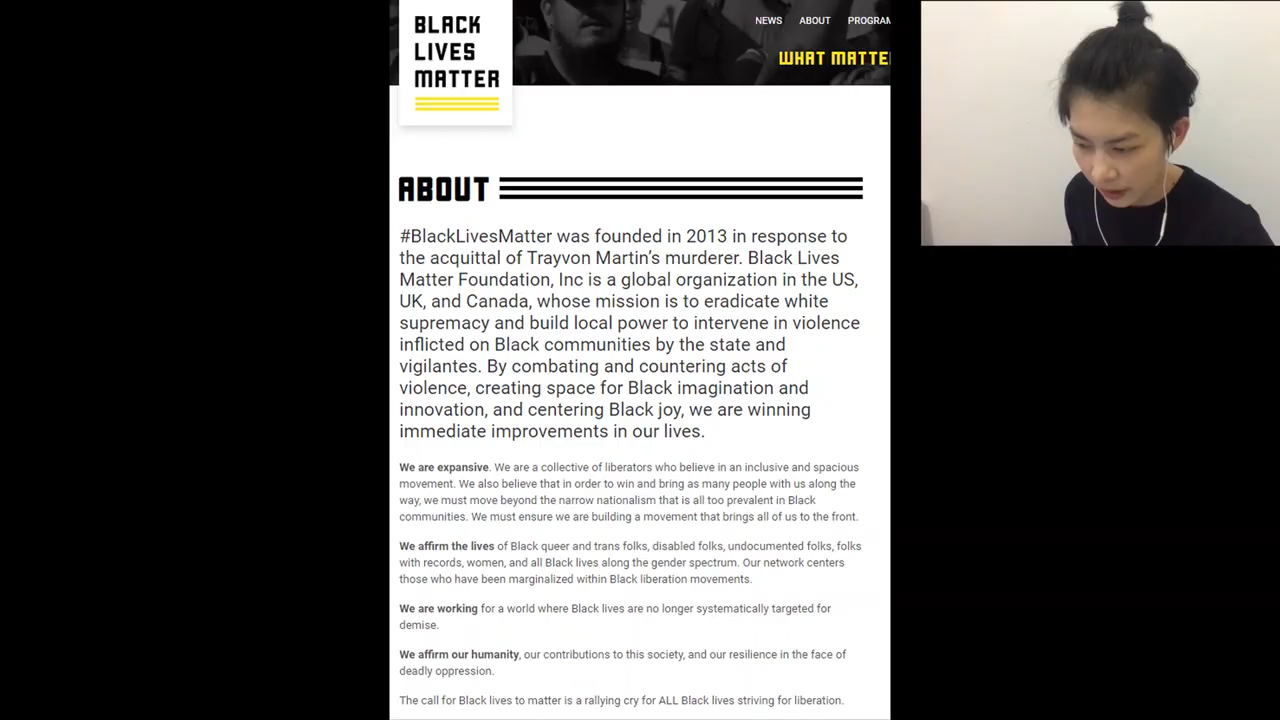 BLACK
LIVES
MATTER
NEWS ABOUT
WHAT
ABOUT
#BlackLivesMatter was founded in 2013 in response to
the acquittal of Trayvon Martin’s murderer. Black Lives
Matter Foundation, Inc is a global organization in the US,
UK, and Canada, whose mission is to eradicate white
supremacy and build local power to intervene in violence
inflicted on Black communities by the state and
vigilantes. By combating and countering acts of
violence, creating space for Black imagination and
innovation, and centering Black joy, we are winning
immediate improvements in our lives.
We are expansive. We are a collective of liberators who believe in an inclusive and spacious
movement. We also believe that in order to win and bring as many people with us along the
way, we must move beyond the narrow nationalism that is all too prevalent in Black
communities. We must ensure we are building a movement that brings all of us to the front.
We affirm the lives of Black queer and trans folks, disabled folks, undocumented folks, folks
with records, women, and all Black lives along the gender spectrum. Our network centers
those who have been marginalized within Black liberation movements.
We are working for a world where Black lives are no longer systematically targeted for
demise.
We affirm our humanity, our contributions to this society, and our resilience in the face of
deadly oppression.
The call for Black lives to matter is a rallying cry for ALL Black lives striving for liberation.